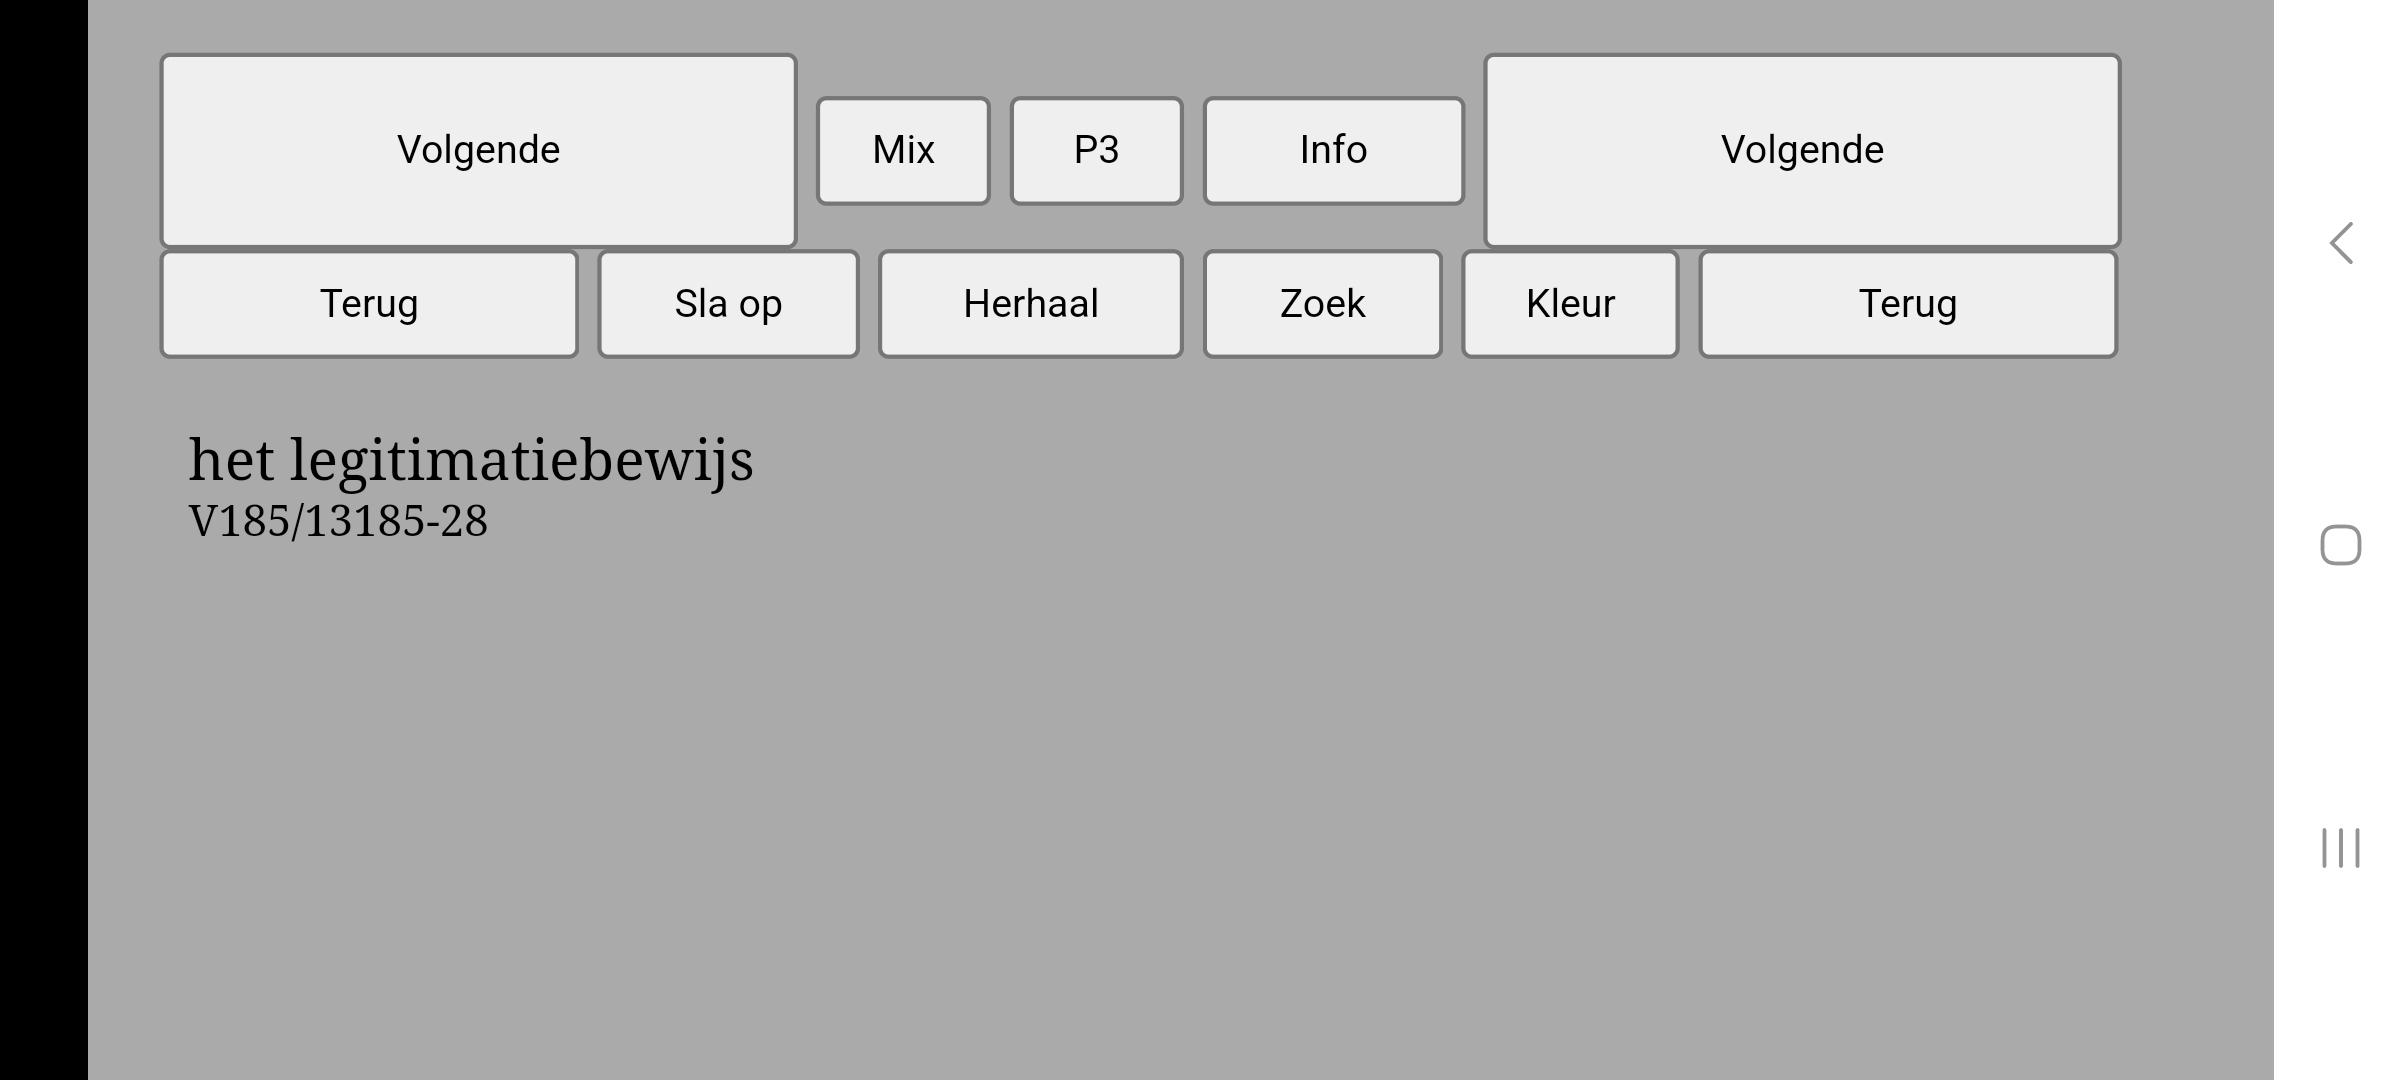 Volgende
Mix
P3
Info
Volgende
Terug
Sla op
Herhaal
Zoek
Kleur
Terug
het legitimatiebewijs
V185/13185-28